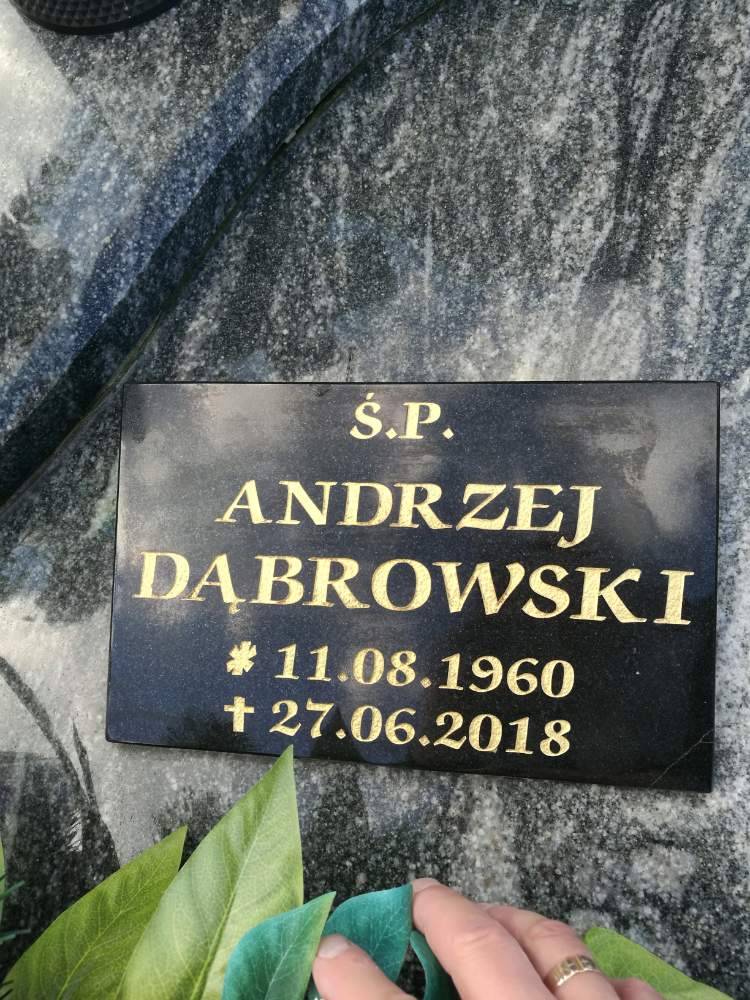 Ś.P.
ANDRZEJ
DĄBROWSKI
* 11.08.1960
† 27.06.2018